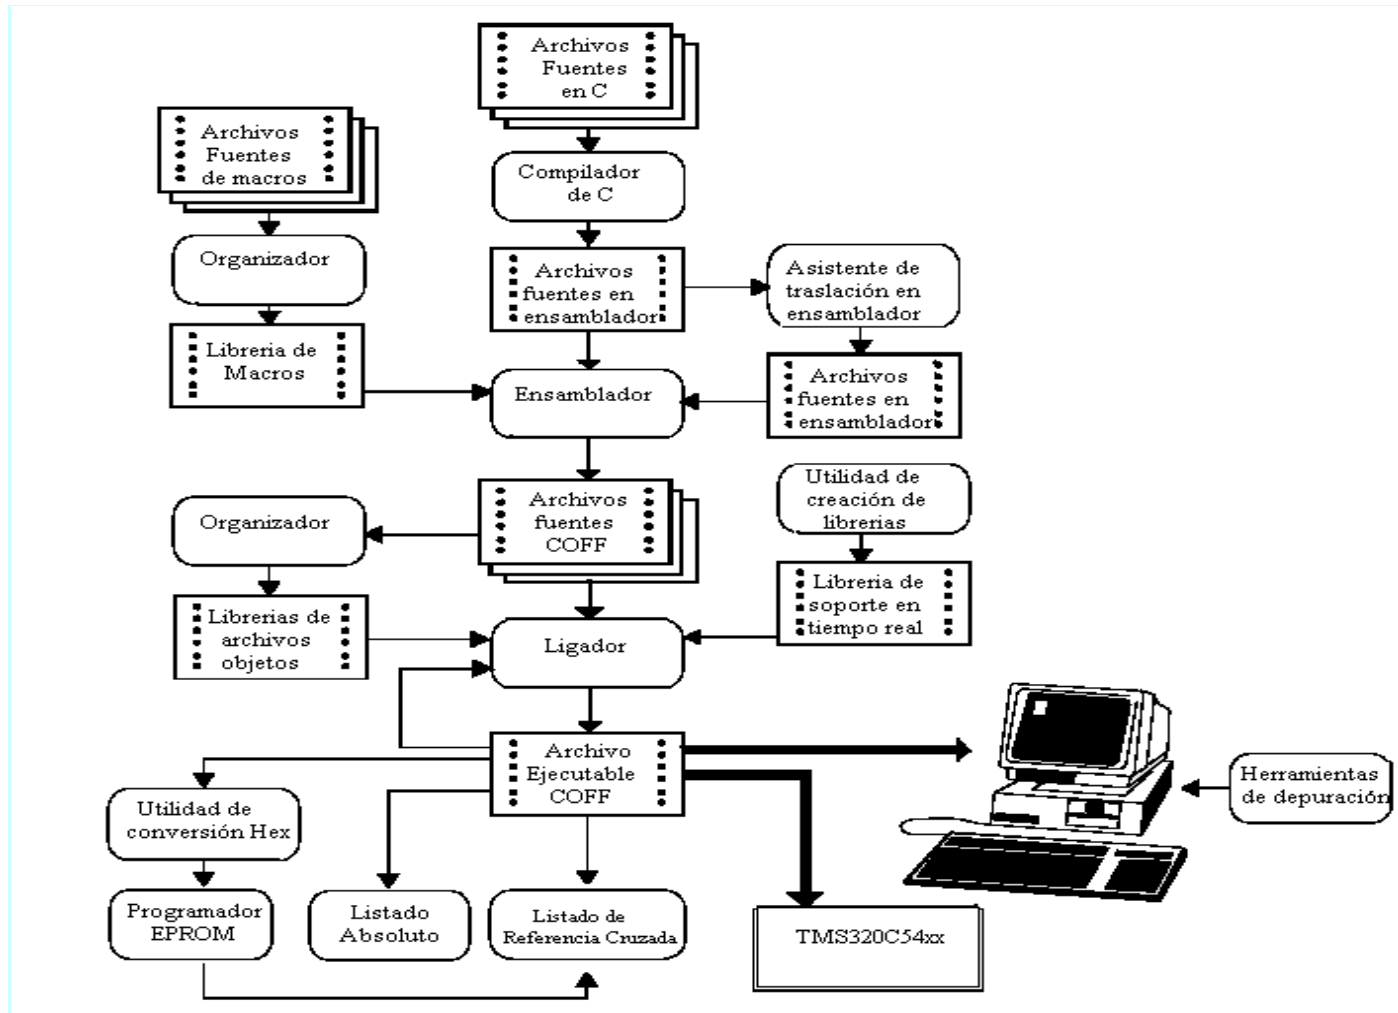 Archivos
Fuentes
en C
Archivos
Fuentes
de macros
Compilador
de C
Organizador
Archivos
fuentes en
ensamblador
Asistente de
traslación en
ensamblador
Libreria de
Macros
Ensamblador
Archivos
fuentes en
ensamblador
Organizador
Archivos
fuentes
COFF
Utilidad de
creación de
librerias
Librerias de
archivos
objetos
Ligador
Libreria de
soporte en
tiempo real
Archivo
Ejecutable
COFF
Herramientas
de depuración
Utilidad de
conversión Hex
Programador
EPROM
Listado
Absoluto
Listado de
Referencia Cruzada
TMS320C54xx